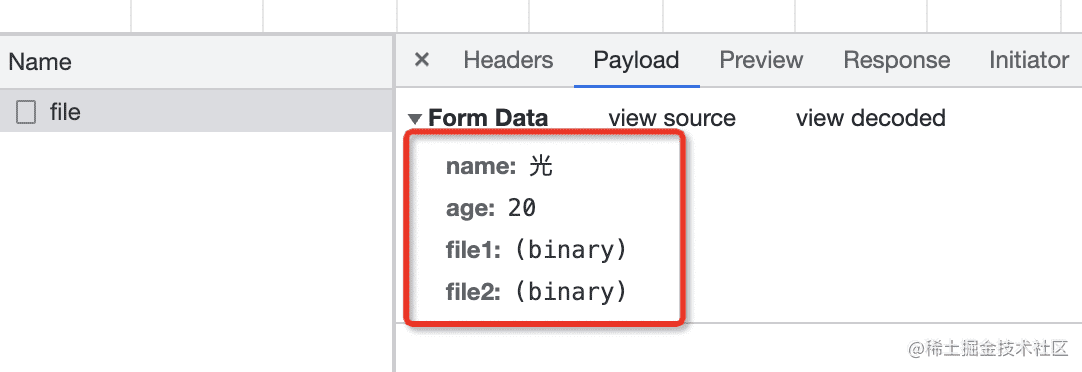 Name
file
× Headers Payload Preview Response Initiator
▼ Form Data view source view decoded
name: 光
age: 20
file1: (binary)
file2: (binary)
@稀土掘金技术社区